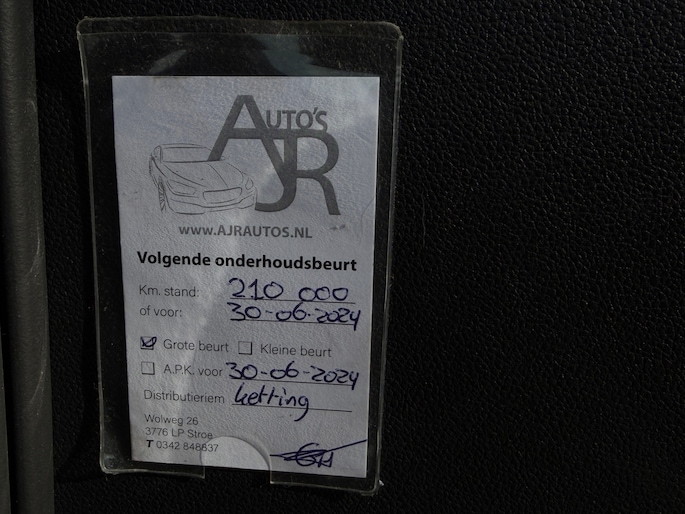 AUTO'S
AJR
www.AJRAUTOS.NL
Volgende onderhoudsbeurt
Km. stand: 210 000
of voor: 30-06-2024
Grote beurt Kleine beurt
A.P.K. voor 30-06-2024
Distributieriem ketting
Wolweg 26
3776 LP Stroe
T 0342 848637